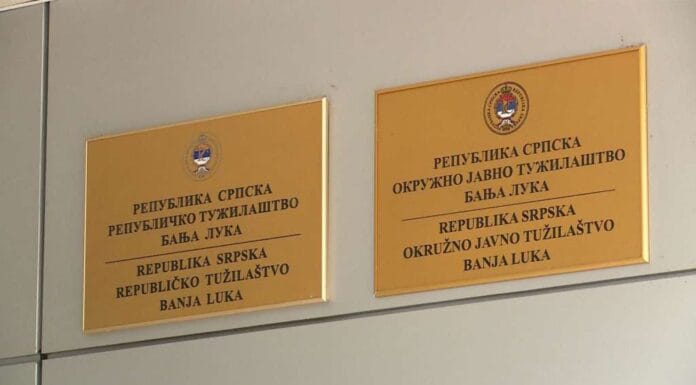 РЕПУБЛИКА СРПСКА
РЕПУБЛИЧКО ТУЖИЛАШТВО
БАЊА ЛУКА
REPUBLIKA SRPSKA
REPUBLIČKO TUŽILAŠTVO
BANJA LUKA
РЕПУБЛИКА СРПСКА
ОКРУЖНО ЈАВНО ТУЖИЛАШТВО
БАЊА ЛУКА
REPUBLIKA SRPSKA
OKRUŽNO JAVNO TUŽILAŠTVO
BANJA LUKA